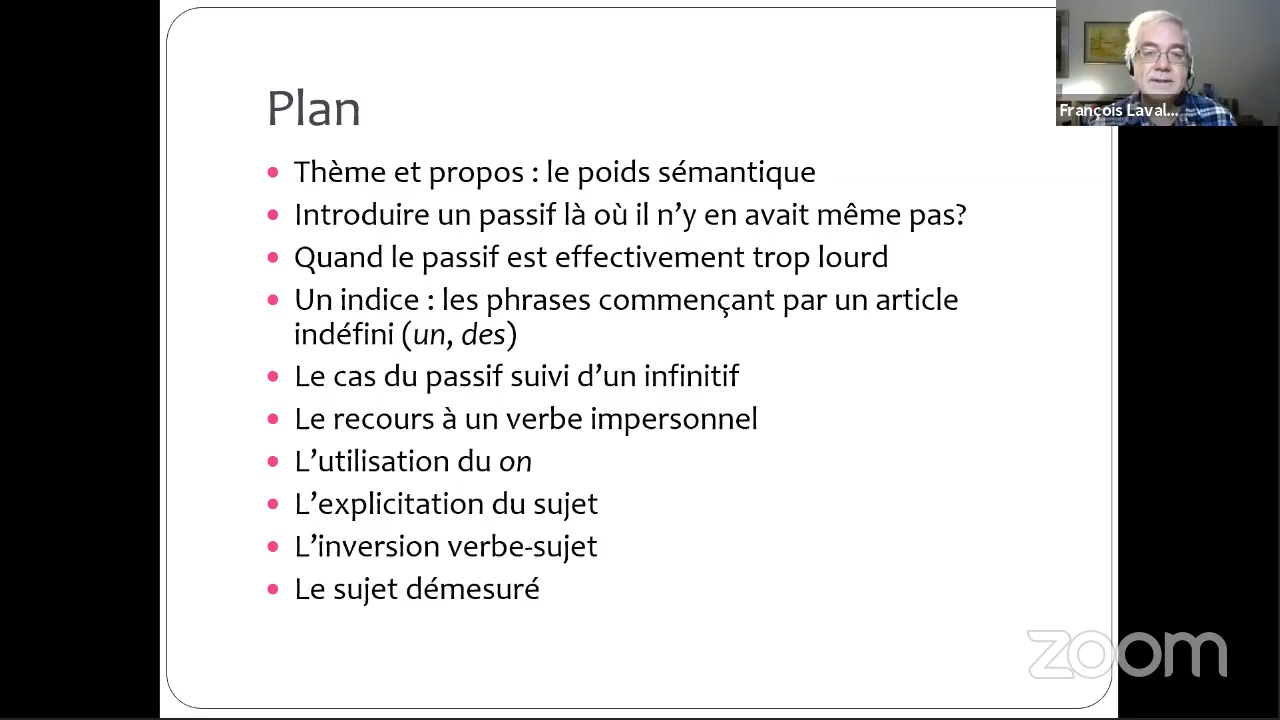 Plan
Thème et propos : le poids sémantique
Introduire un passif là où il n’y en avait même pas?
Quand le passif est effectivement trop lourd
Un indice : les phrases commençant par un article
indéfini (un, des)
Le cas du passif suivi d’un infinitif
Le recours à un verbe impersonnel
L’utilisation du on
L’explicitation du sujet
L’inversion verbe-sujet
Le sujet démesuré
François Laval...
zoom